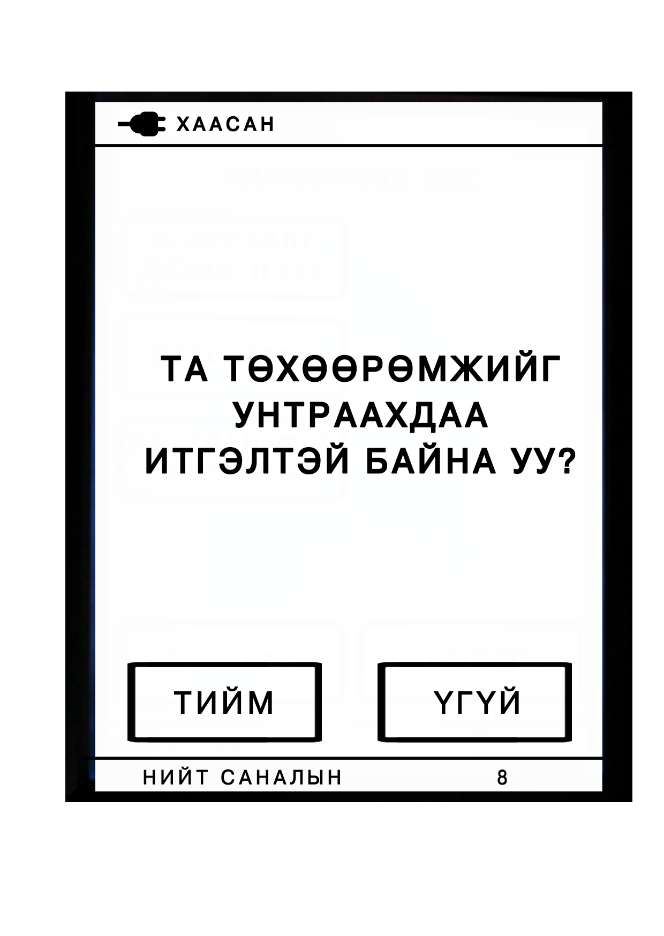 ХААСАН
ТА ТӨХӨӨРӨМЖИЙГ
УНТРААХДАА
ИТГЭЛТЭЙ БАЙНА УУ?
ТИЙМ ҮГҮЙ
НИЙТ САНАЛЫН 8